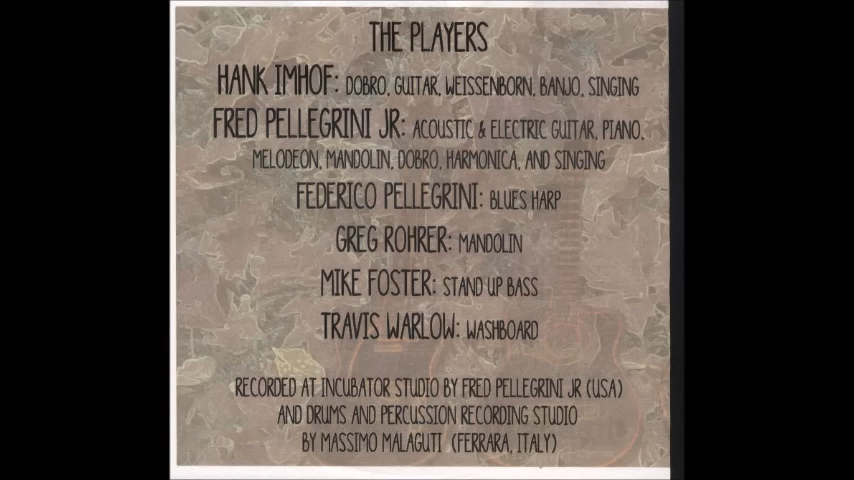 THE PLAYERS
HANK IMHOF: DOBRO, GUITAR, WEISSENBORN, BANJO, SINGING
FRED PELLEGRINI JR: ACOUSTIC & ELECTRIC GUITAR, PIANO,
MELODEON, MANDOLIN, DOBRO, HARMONICA, AND SINGING
FEDERICO PELLEGRINI: BLUES HARP
GREG ROHRER: MANDOLIN
MIKE FOSTER: STAND UP BASS
TRAVIS WARLOW: WASHBOARD
RECORDED AT INCUBATOR STUDIO BY FRED PELLEGRINI JR (USA)
AND DRUMS AND PERCUSSION RECORDING STUDIO
BY MASSIMO MALAGUTI (FERRARA, ITALY)